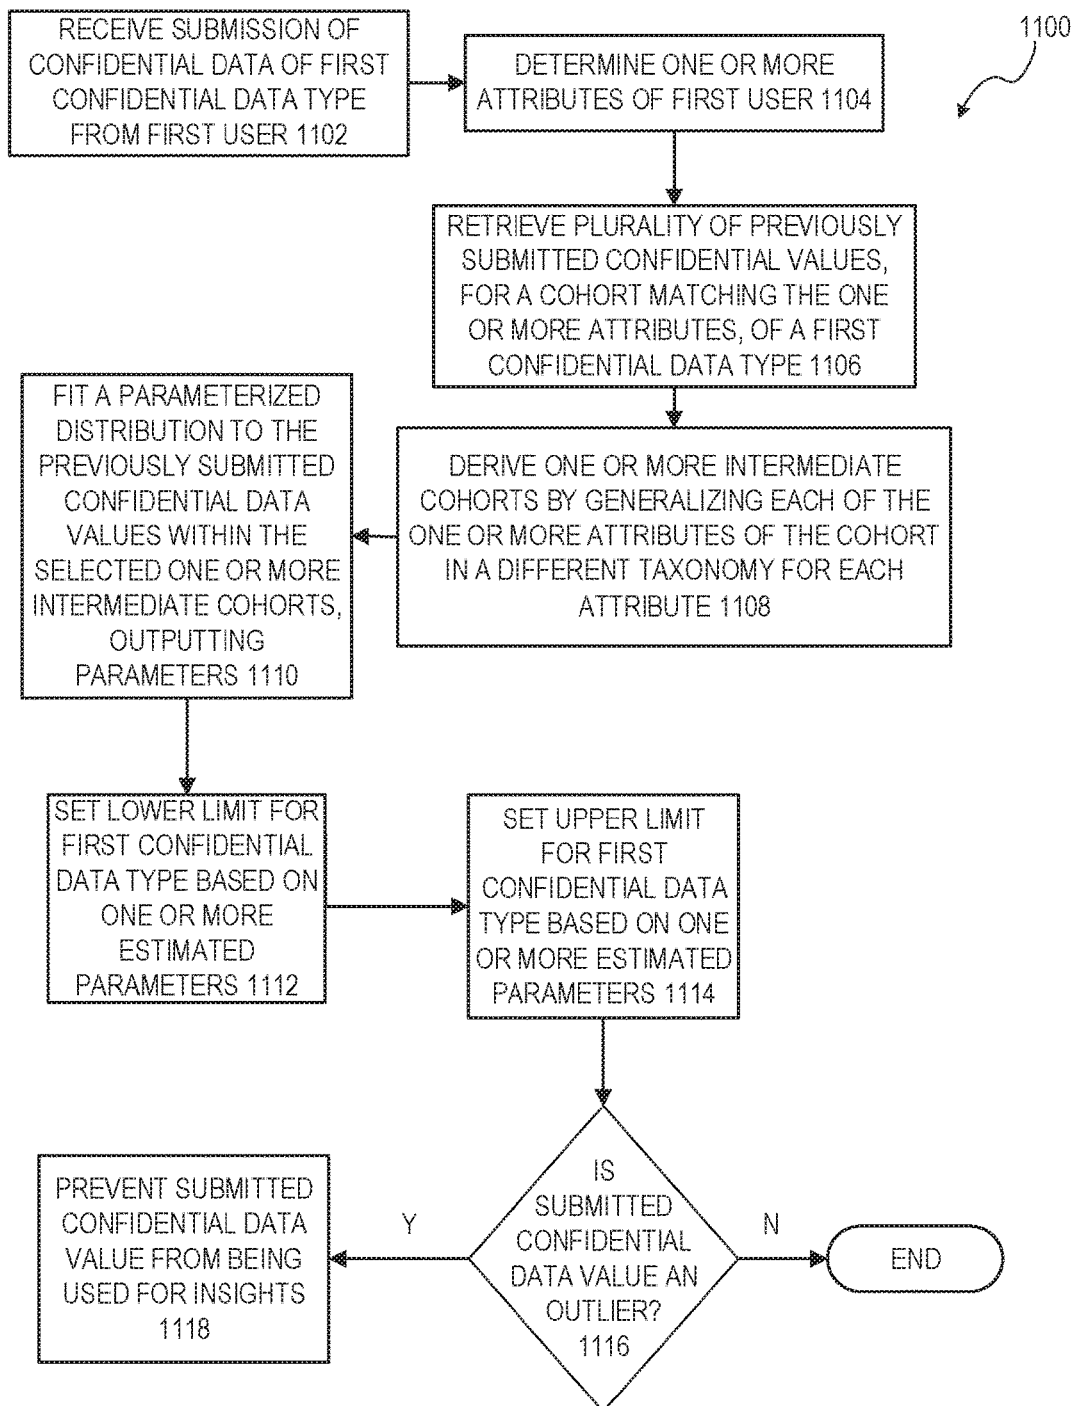 1100
RECEIVE SUBMISSION OF
CONFIDENTIAL DATA OF FIRST
CONFIDENTIAL DATA TYPE
FROM FIRST USER 1102
DETERMINE ONE OR MORE
ATTRIBUTES OF FIRST USER 1104
RETRIEVE PLURALITY OF PREVIOUSLY
SUBMITTED CONFIDENTIAL VALUES,
FOR A COHORT MATCHING THE ONE
OR MORE ATTRIBUTES, OF A FIRST
CONFIDENTIAL DATA TYPE 1106
DERIVE ONE OR MORE INTERMEDIATE
COHORTS BY GENERALIZING EACH OF THE
ONE OR MORE ATTRIBUTES OF THE COHORT
IN A DIFFERENT TAXONOMY FOR EACH
ATTRIBUTE 1108
FIT A PARAMETERIZED
DISTRIBUTION TO THE
PREVIOUSLY SUBMITTED
CONFIDENTIAL DATA
VALUES WITHIN THE
SELECTED ONE OR MORE
INTERMEDIATE COHORTS,
OUTPUTTING
PARAMETERS 1110
SET LOWER LIMIT FOR
FIRST CONFIDENTIAL
DATA TYPE BASED ON
ONE OR MORE
ESTIMATED
PARAMETERS 1112
SET UPPER LIMIT
FOR FIRST
CONFIDENTIAL DATA
TYPE BASED ON ONE
OR MORE ESTIMATED
PARAMETERS 1114
IS
SUBMITTED
CONFIDENTIAL
DATA VALUE AN
OUTLIER?
1116
Y
N
PREVENT SUBMITTED
CONFIDENTIAL DATA
VALUE FROM BEING
USED FOR INSIGHTS
1118
END